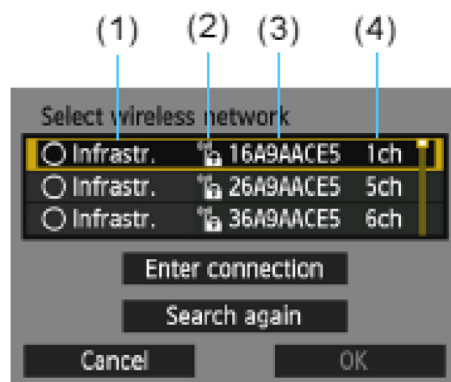 (1) (2) (3) (4)
Select wireless network
Infrastr. 16A9AACE5 1ch
Infrastr. 26A9AACE5 5ch
Infrastr. 36A9AACE5 6ch
Enter connection
Search again
Cancel OK